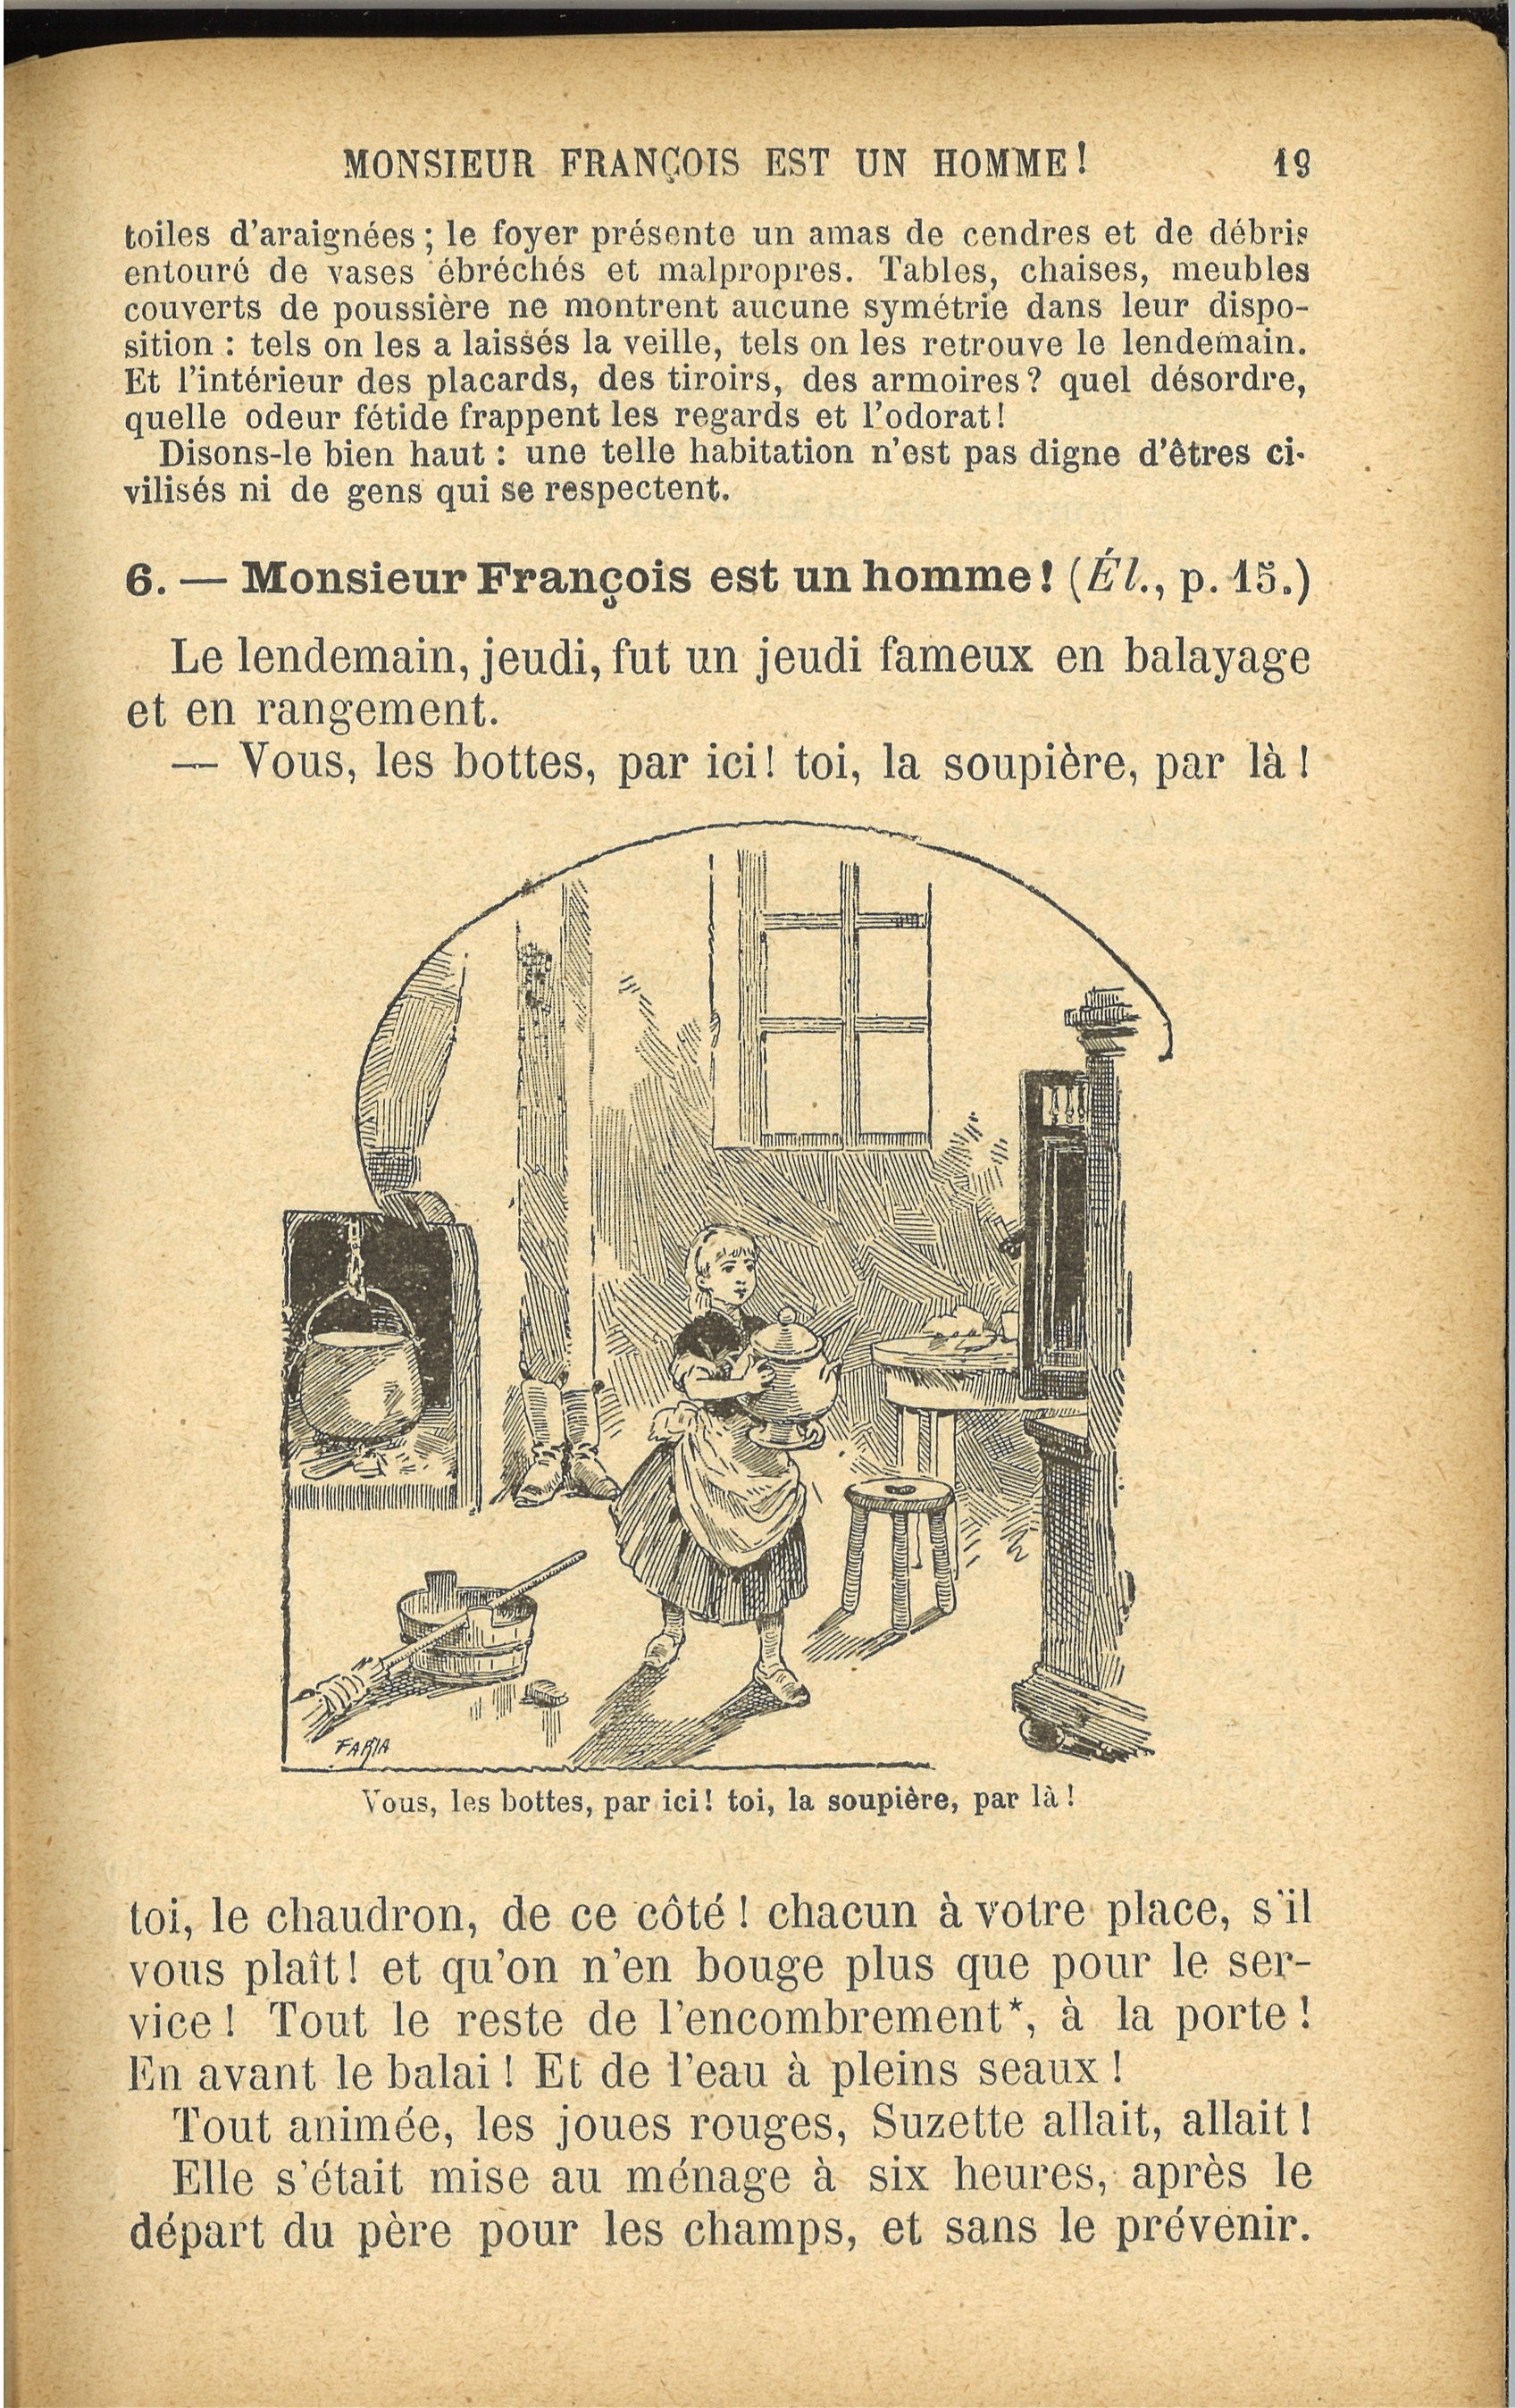 MONSIEUR FRANÇOIS EST UN HOMME! 19
toiles d'araignées; le foyer présente un amas de cendres et de débris
entouré de vases ébréchés et malpropres. Tables, chaises, meubles
couverts de poussière ne montrent aucune symétrie dans leur dispo-
sition : tels on les a laissés la veille, tels on les retrouve le lendemain.
Et l'intérieur des placards, des tiroirs, des armoires? quel désordre,
quelle odeur fétide frappent les regards et l'odorat!
Disons-le bien haut : une telle habitation n'est pas digne d'êtres ci-
vilisés ni de gens qui se respectent.
6. — Monsieur François est un homme! (Él., p. 15.)
Le lendemain, jeudi, fut un jeudi fameux en balayage
et en rangement.
— Vous, les bottes, par ici! toi, la soupière, par là!
FARIA
Vous, les bottes, par ici! toi, la soupière, par là!
toi, le chaudron, de ce côté! chacun à votre place, s'il
vous plaît! et qu'on n'en bouge plus que pour le ser-
vice! Tout le reste de l'encombrement*, à la porte!
En avant le balai! Et de l'eau à pleins seaux!
Tout animée, les joues rouges, Suzette allait, allait!
Elle s'était mise au ménage à six heures, après le
départ du père pour les champs, et sans le prévenir.